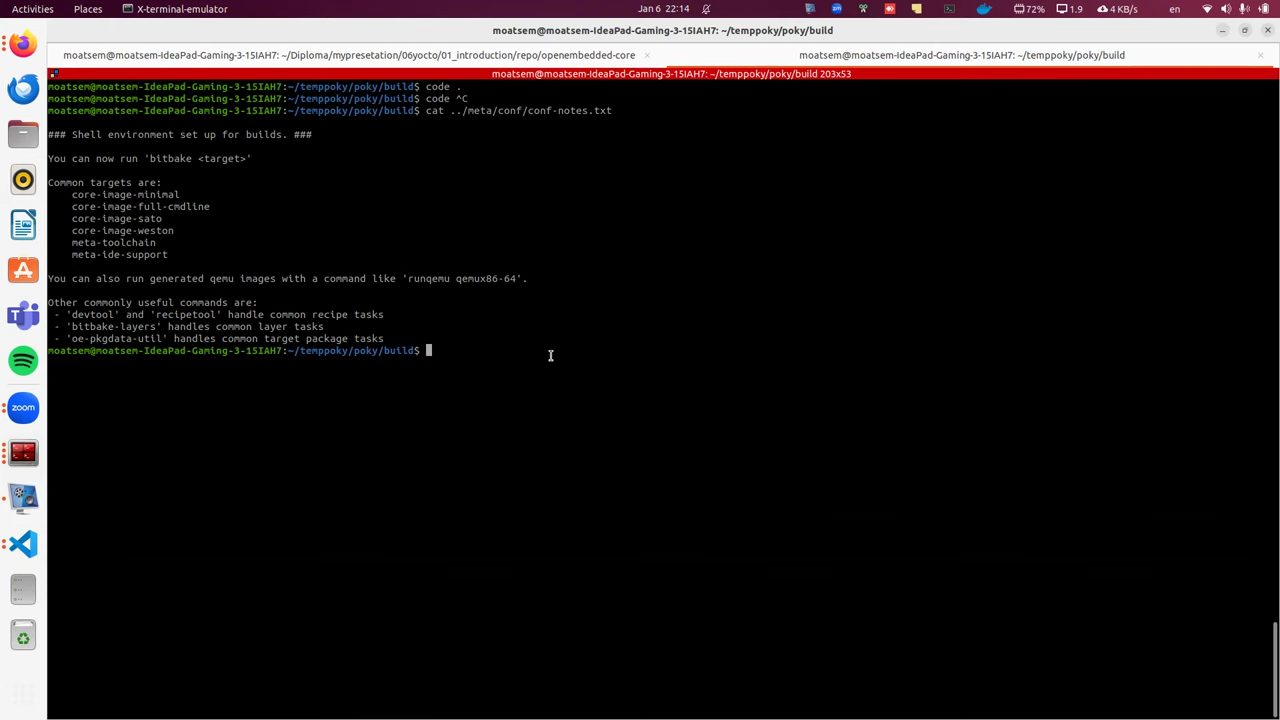 Activities Places X-terminal-emulator Jan 6 22:14 72% 1.9 4 KB/s en
moatsem@moatsem-IdeaPad-Gaming-3-15IAH7: ~/temppoky/poky/build
moatsem@moatsem-IdeaPad-Gaming-3-15IAH7: ~/Diploma/mypresetation/06yocto/01_introduction/repo/openembedded-core × moatsem@moatsem-IdeaPad-Gaming-3-15IAH7: ~/temppoky/poky/build ×
moatsem@moatsem-IdeaPad-Gaming-3-15IAH7: ~/temppoky/poky/build 203x53
moatsem@moatsem-IdeaPad-Gaming-3-15IAH7:~/temppoky/poky/build$ code .
moatsem@moatsem-IdeaPad-Gaming-3-15IAH7:~/temppoky/poky/build$ code ^C
moatsem@moatsem-IdeaPad-Gaming-3-15IAH7:~/temppoky/poky/build$ cat ../meta/conf/conf-notes.txt
### Shell environment set up for builds. ###
You can now run 'bitbake <target>'
Common targets are:
core-image-minimal
core-image-full-cmdline
core-image-sato
core-image-weston
meta-toolchain
meta-ide-support
You can also run generated qemu images with a command like 'runqemu qemux86-64'.
Other commonly useful commands are:
- 'devtool' and 'recipetool' handle common recipe tasks
- 'bitbake-layers' handles common layer tasks
- 'oe-pkgdata-util' handles common target package tasks
moatsem@moatsem-IdeaPad-Gaming-3-15IAH7:~/temppoky/poky/build$
zoom